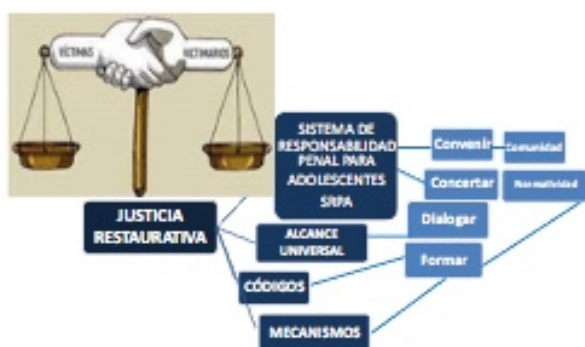 VÍCTIMAS
VICTIMARIOS
SISTEMA DE
RESPONSABILIDAD
PENAL PARA
ADOLESCENTES
SRPA
Convenir
Comunidad
Concertar
Normatividad
JUSTICIA
RESTAURATIVA
ALCANCE
UNIVERSAL
Dialogar
Formar
CÓDIGOS
MECANISMOS